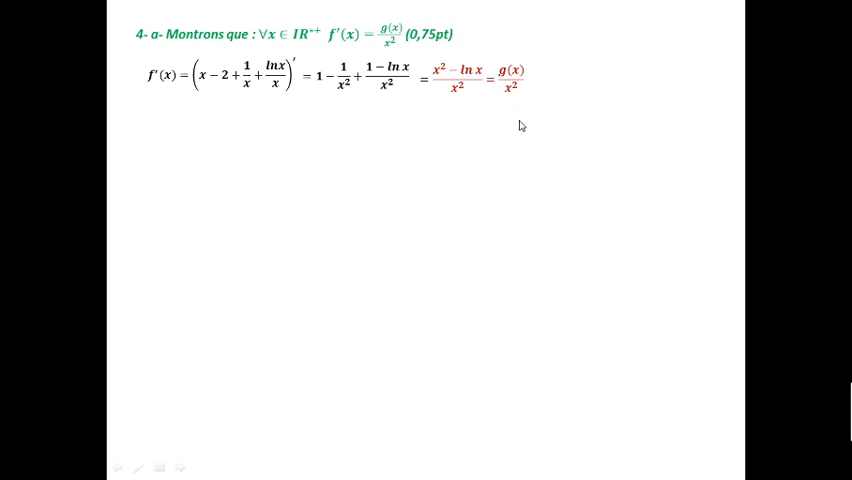 4- a- Montrons que : ∀x ∈ IR*⁺ f′(x) = g(x)/x² (0,75pt)
f′(x) = (x − 2 + 1/x + lnx/x)′ = 1 − 1/x² + (1 − ln x)/x² = (x² − ln x)/x² = g(x)/x²